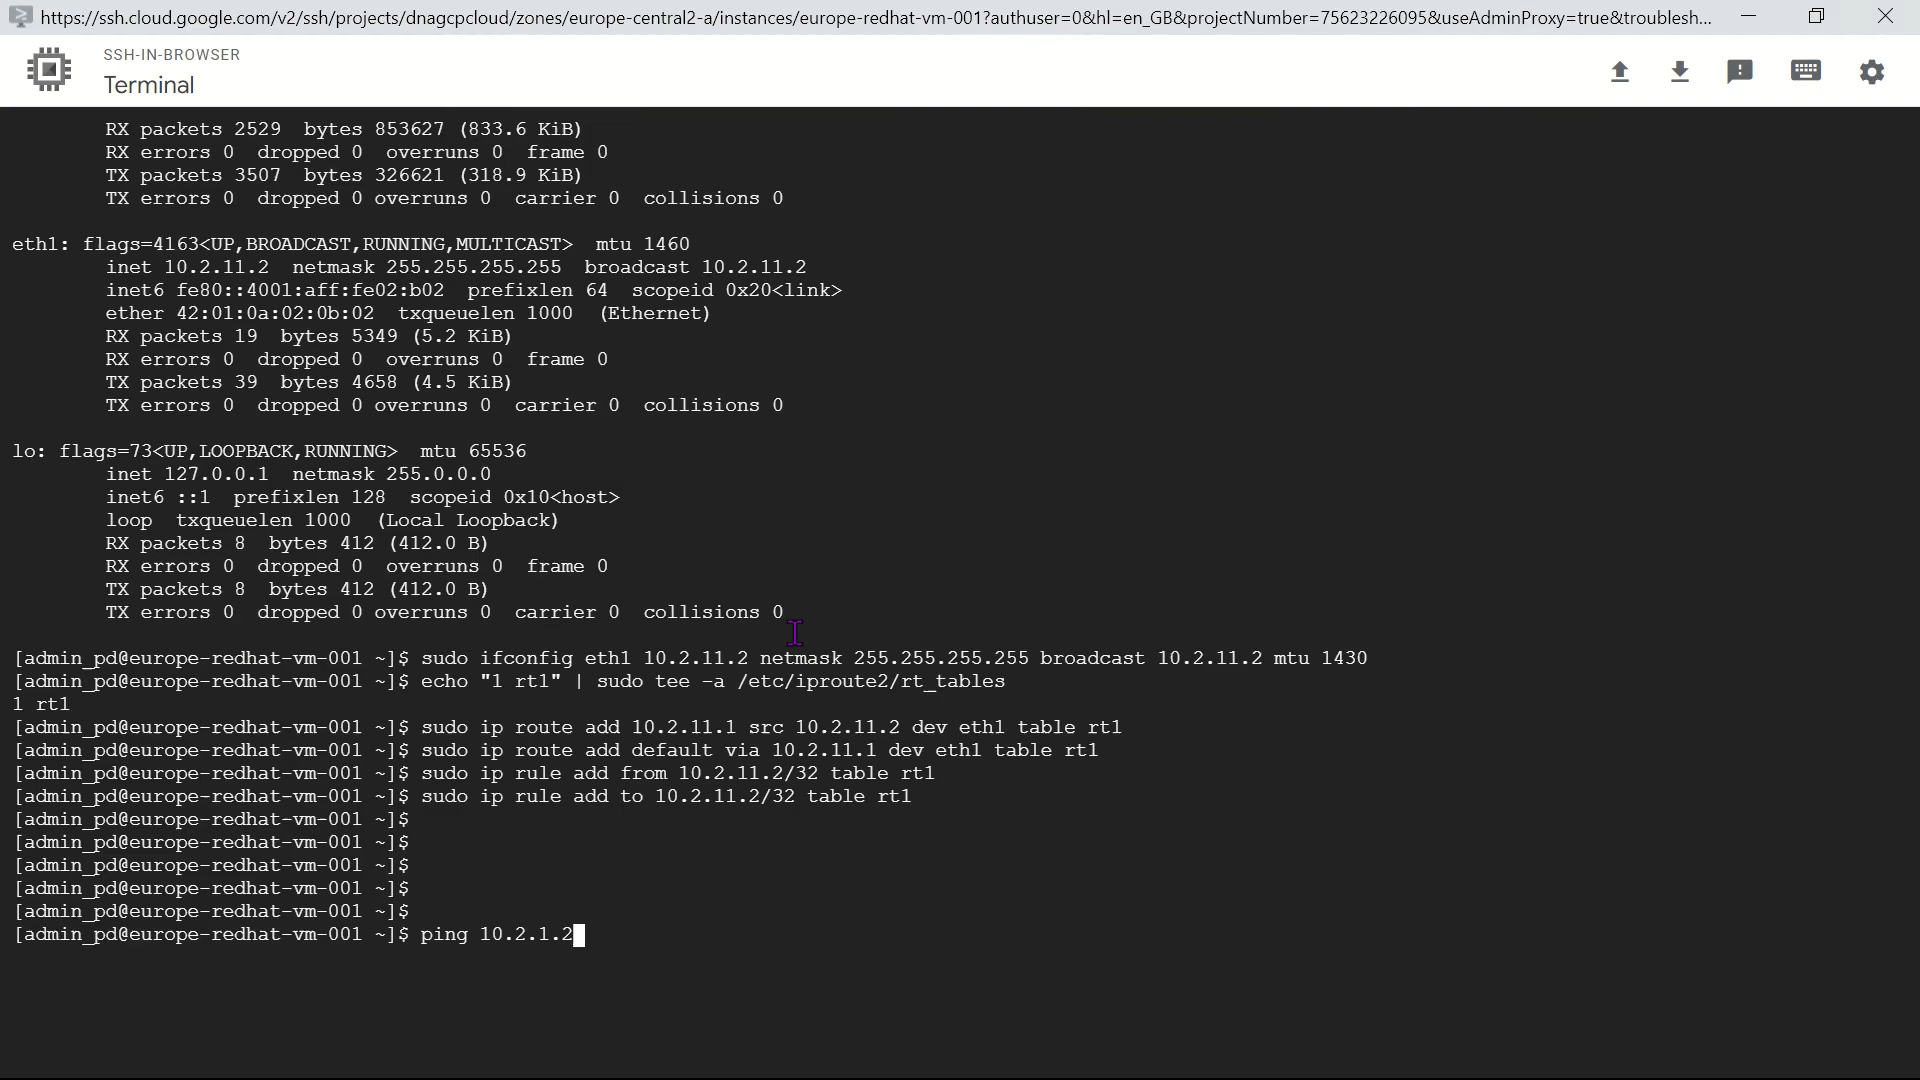 https://ssh.cloud.google.com/v2/ssh/projects/dnagcpcloud/zones/europe-central2-a/instances/europe-redhat-vm-001?authuser=0&hl=en_GB&projectNumber=75623226095&useAdminProxy=true&troublesh...
SSH-IN-BROWSER
Terminal
RX packets 2529  bytes 853627 (833.6 KiB)
RX errors 0  dropped 0  overruns 0  frame 0
TX packets 3507  bytes 326621 (318.9 KiB)
TX errors 0  dropped 0 overruns 0  carrier 0  collisions 0
eth1: flags=4163<UP,BROADCAST,RUNNING,MULTICAST>  mtu 1460
inet 10.2.11.2  netmask 255.255.255.255  broadcast 10.2.11.2
inet6 fe80::4001:aff:fe02:b02  prefixlen 64  scopeid 0x20<link>
ether 42:01:0a:02:0b:02  txqueuelen 1000  (Ethernet)
RX packets 19  bytes 5349 (5.2 KiB)
RX errors 0  dropped 0  overruns 0  frame 0
TX packets 39  bytes 4658 (4.5 KiB)
TX errors 0  dropped 0 overruns 0  carrier 0  collisions 0
lo: flags=73<UP,LOOPBACK,RUNNING>  mtu 65536
inet 127.0.0.1  netmask 255.0.0.0
inet6 ::1  prefixlen 128  scopeid 0x10<host>
loop  txqueuelen 1000  (Local Loopback)
RX packets 8  bytes 412 (412.0 B)
RX errors 0  dropped 0  overruns 0  frame 0
TX packets 8  bytes 412 (412.0 B)
TX errors 0  dropped 0 overruns 0  carrier 0  collisions 0
[admin_pd@europe-redhat-vm-001 ~]$ sudo ifconfig eth1 10.2.11.2 netmask 255.255.255.255 broadcast 10.2.11.2 mtu 1430
[admin_pd@europe-redhat-vm-001 ~]$ echo "1 rt1" | sudo tee -a /etc/iproute2/rt_tables
1 rt1
[admin_pd@europe-redhat-vm-001 ~]$ sudo ip route add 10.2.11.1 src 10.2.11.2 dev eth1 table rt1
[admin_pd@europe-redhat-vm-001 ~]$ sudo ip route add default via 10.2.11.1 dev eth1 table rt1
[admin_pd@europe-redhat-vm-001 ~]$ sudo ip rule add from 10.2.11.2/32 table rt1
[admin_pd@europe-redhat-vm-001 ~]$ sudo ip rule add to 10.2.11.2/32 table rt1
[admin_pd@europe-redhat-vm-001 ~]$
[admin_pd@europe-redhat-vm-001 ~]$
[admin_pd@europe-redhat-vm-001 ~]$
[admin_pd@europe-redhat-vm-001 ~]$
[admin_pd@europe-redhat-vm-001 ~]$
[admin_pd@europe-redhat-vm-001 ~]$ ping 10.2.1.2